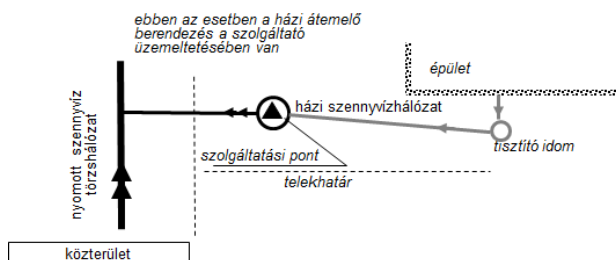 ebben az esetben a házi átemelő
berendezés a szolgáltató
üzemeltetésében van
épület
házi szennyvízhálózat
tisztító idom
szolgáltatási pont
telekhatár
nyomott szennyvíz
törzshálózat
közterület